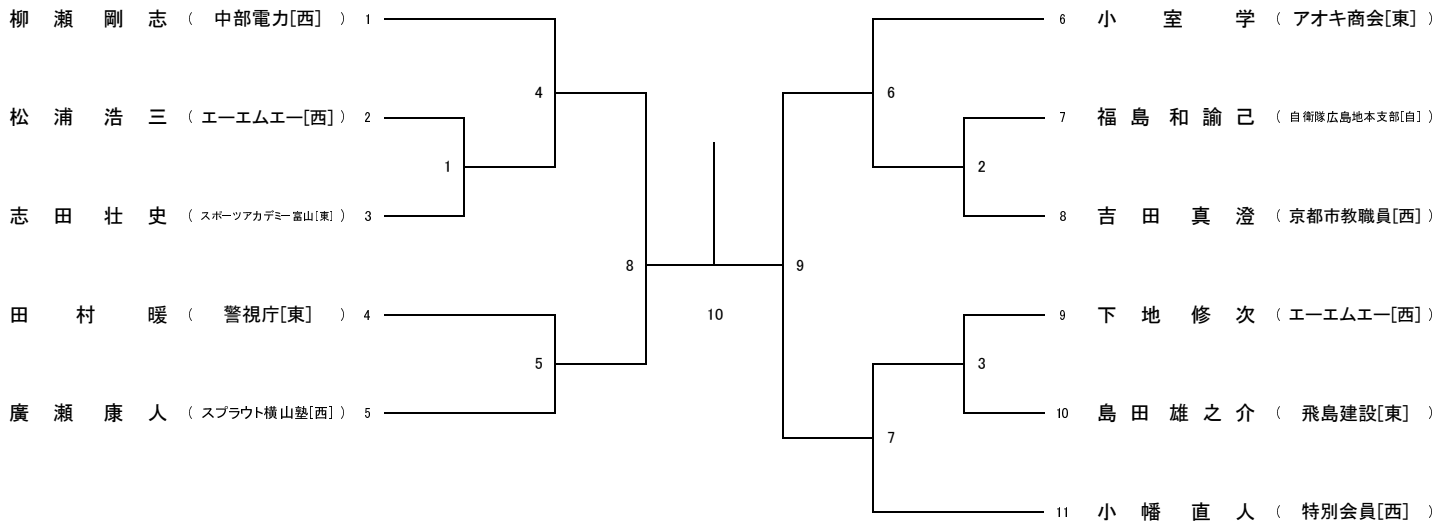 柳瀬剛志 （ 中部電力[西] ） 1
松浦浩三 （ エーエムエー[西] ） 2
志田壮史 （ スポーツアカデミー富山[東] ） 3
田村暖 （ 警視庁[東] ） 4
廣瀬康人 （ スプラウト横山塾[西] ） 5
4
1
5
8
10
9
6
2
3
7
6 小室学 （ アオキ商会[東] ）
7 福島和諭己 （ 自衛隊広島地本支部[自] ）
8 吉田真澄 （ 京都市教職員[西] ）
9 下地修次 （ エーエムエー[西] ）
10 島田雄之介 （ 飛島建設[東] ）
11 小幡直人 （ 特別会員[西] ）